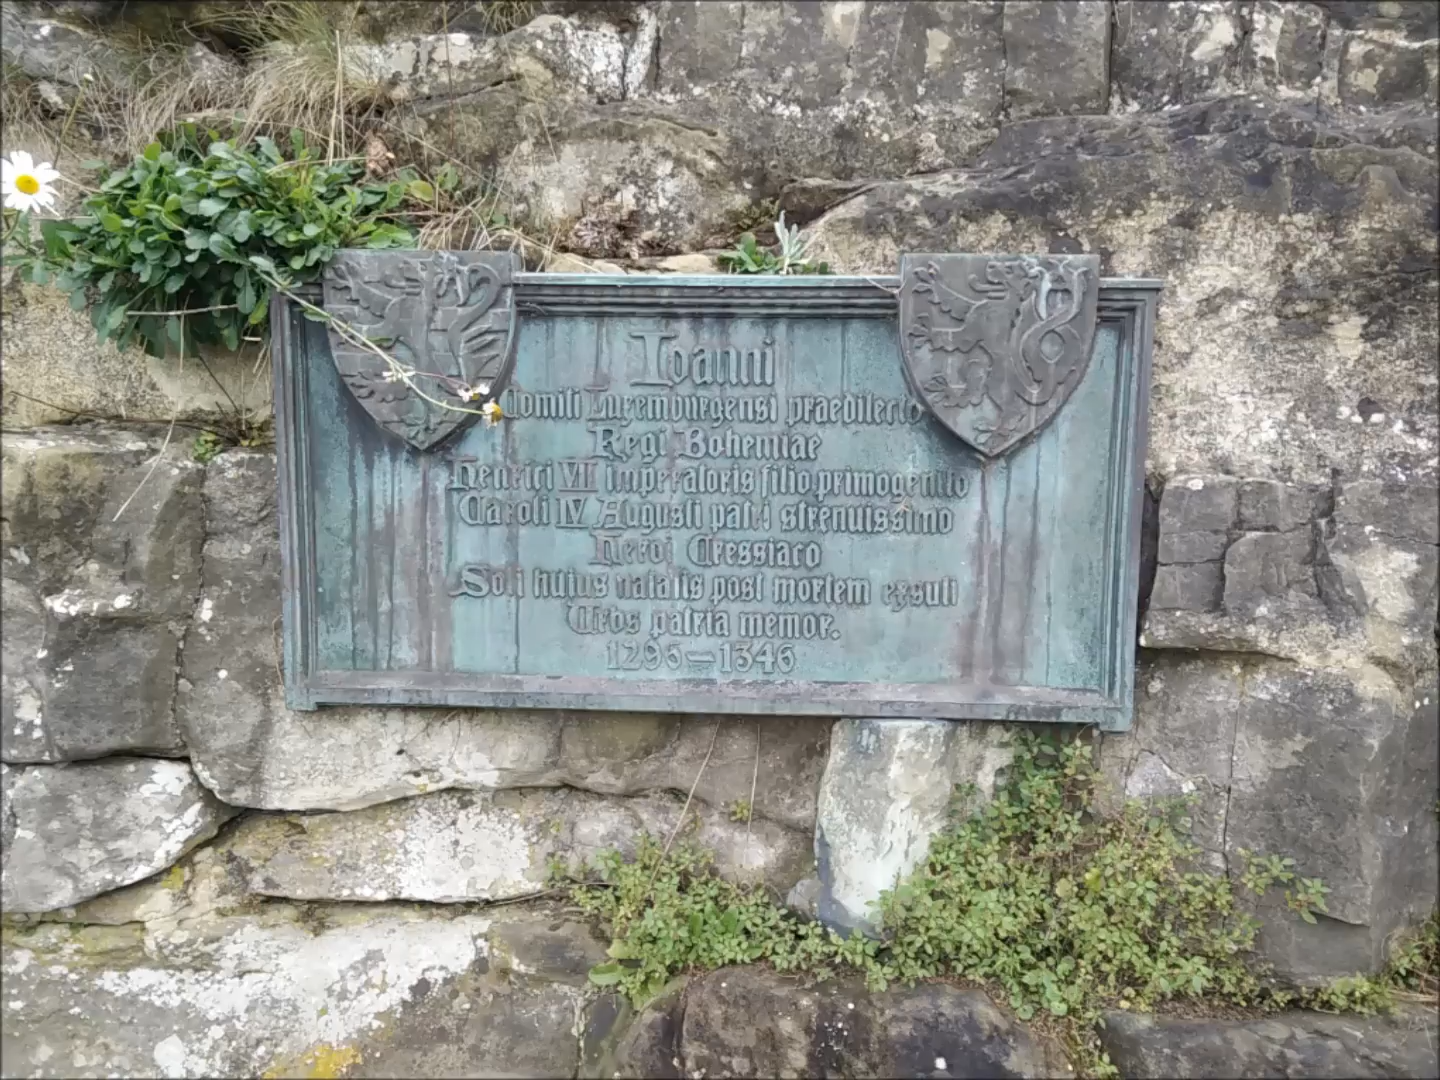 Ioanni
Comiti Luxemburgensi praedilecto
Regi Bohemiae
Henrici VII imperatoris filio primogenito
Caroli IV Augusti patri strenuissimo
Heroi Cressiaco
Soli huius natalis post mortem exsuli
Urbs patria memor.
1296–1346